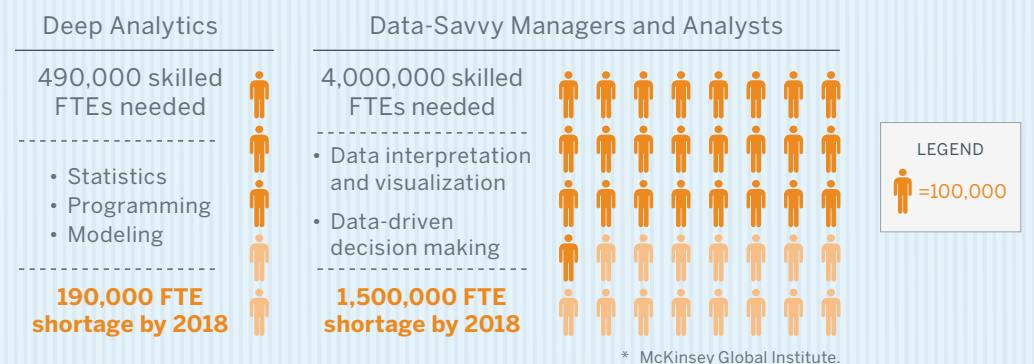 Deep Analytics
490,000 skilled
FTEs needed
• Statistics
• Programming
• Modeling
190,000 FTE
shortage by 2018
Data-Savvy Managers and Analysts
4,000,000 skilled
FTEs needed
• Data interpretation
and visualization
• Data-driven
decision making
1,500,000 FTE
shortage by 2018
LEGEND
=100,000
* McKinsey Global Institute.